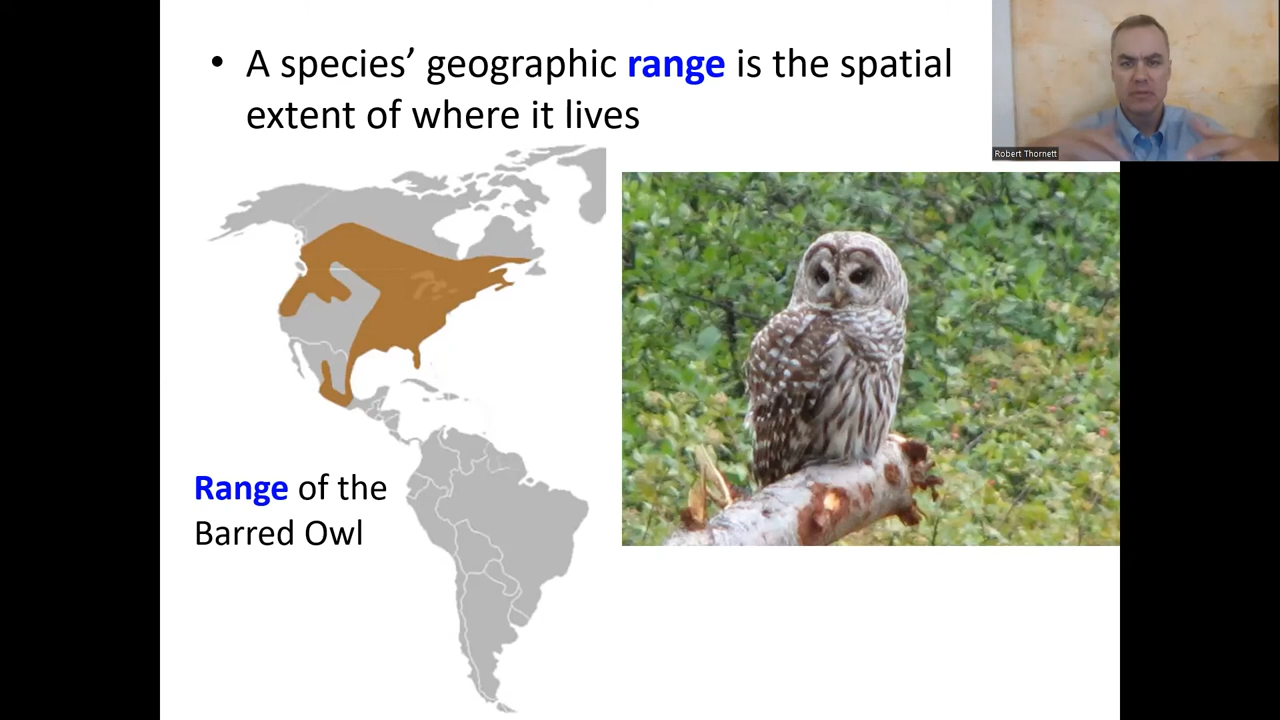 • A species’ geographic range is the spatial
extent of where it lives
Robert Thornett
Range of the
Barred Owl